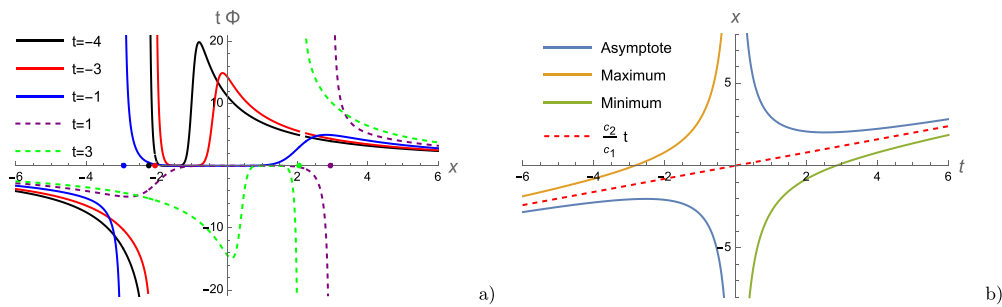 t Φ
t=−4
t=−3
t=−1
t=1
t=3
20
10
−10
−20
−6 −4 −2 2 4 6
x
a)
x
Asymptote
Maximum
Minimum
c₂/c₁ t
5
−5
−6 −4 −2 2 4 6
t
b)